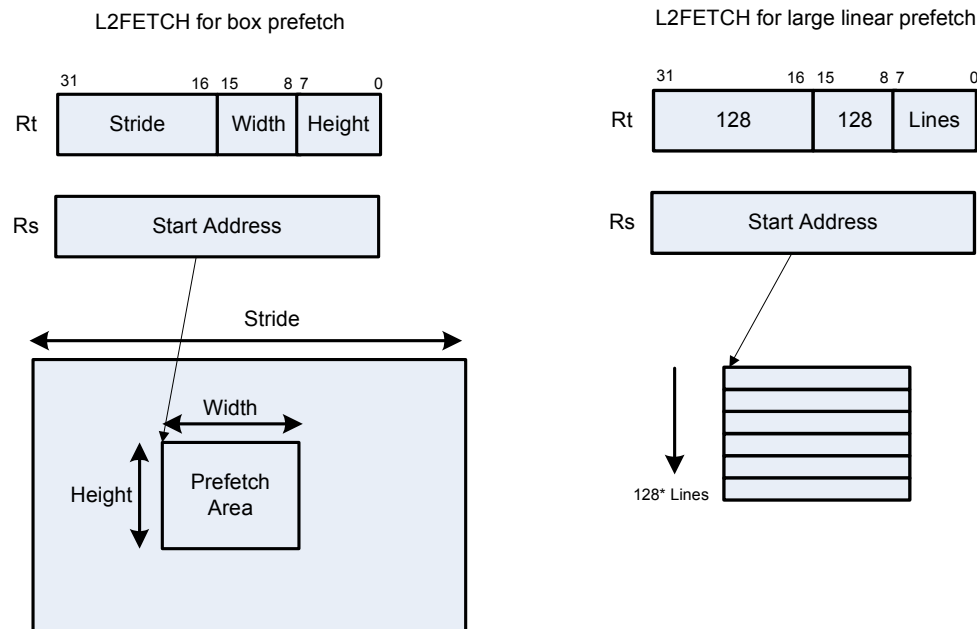 L2FETCH for box prefetch
31 16 15 8 7 0
Rt Stride Width Height
Rs Start Address
Stride
Width
Height
Prefetch
Area
L2FETCH for large linear prefetch
31 16 15 8 7 0
Rt 128 128 Lines
Rs Start Address
128* Lines